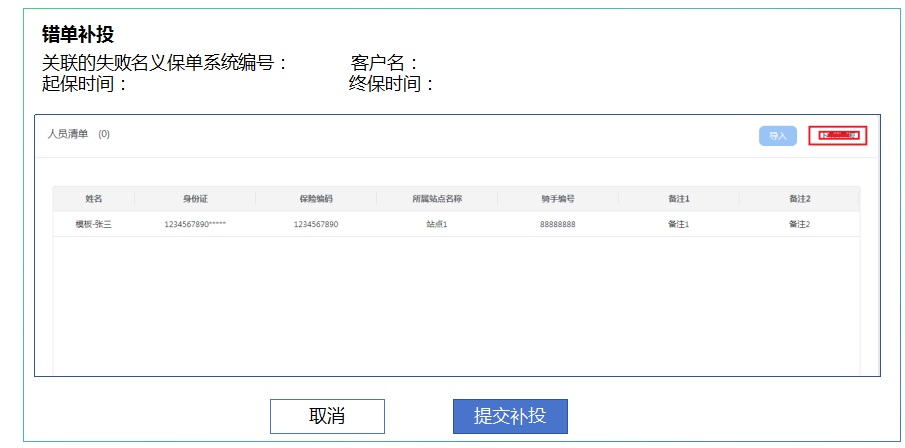 错单补投
关联的失败名义保单系统编号： 客户名：
起保时间： 终保时间：
人员清单 (0) 导入
姓名 身份证 保险编码 所属站点名称 骑手编号 备注1 备注2
模板-张三 1234567890***** 1234567890 站点1 88888888 备注1 备注2
取消 提交补投